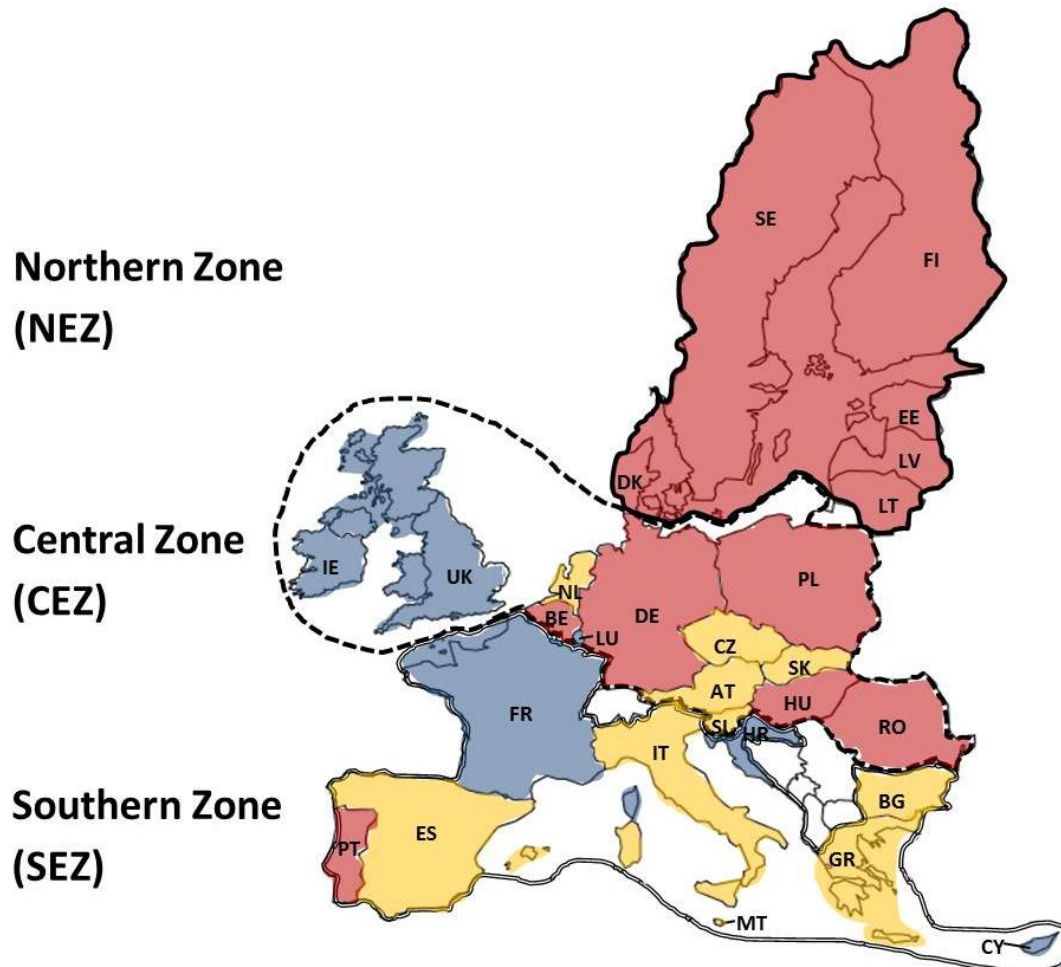 SE
FI
Northern Zone
(NEZ)
EE
LV
DK
LT
Central Zone
(CEZ)
IE
UK
NL
PL
BE
DE
LU
CZ
SK
AT
HU
FR
SL
HR
RO
IT
Southern Zone
(SEZ)
BG
ES
PT
GR
MT
CY